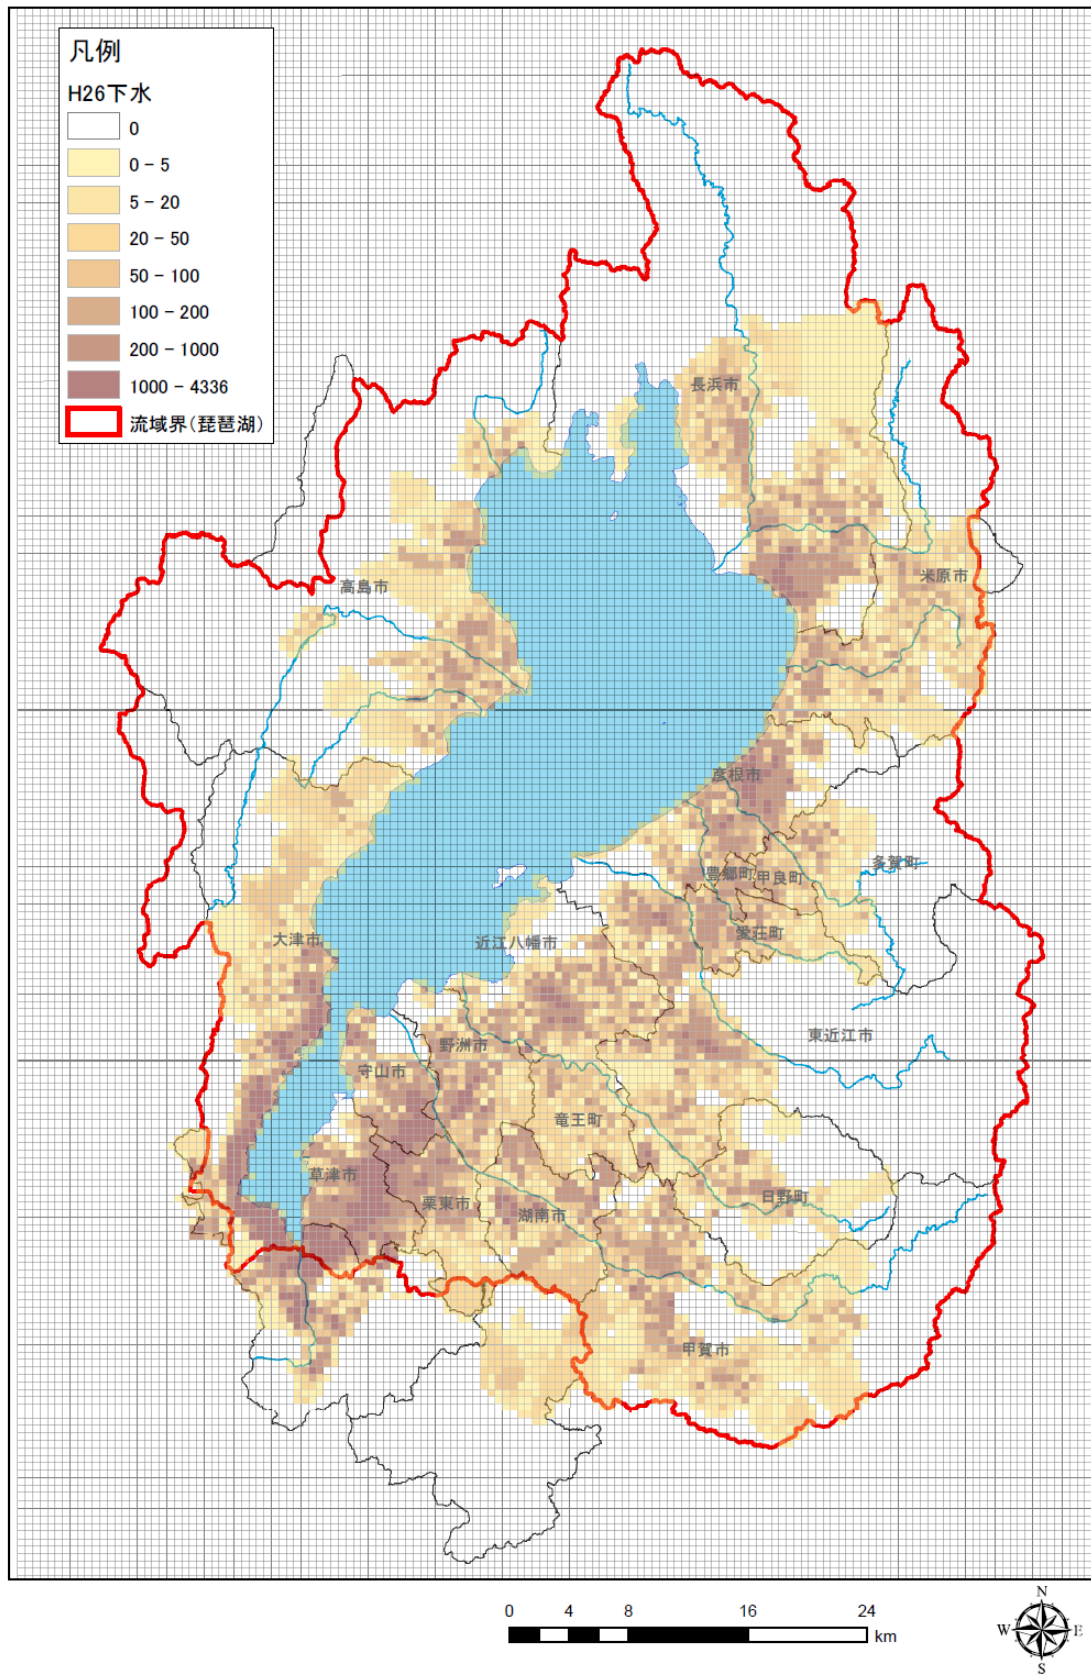 凡例
H26下水
0
0 - 5
5 - 20
20 - 50
50 - 100
100 - 200
200 - 1000
1000 - 4336
流域界(琵琶湖)
長浜市
米原市
高島市
彦根市
多賀町
豊郷町
甲良町
愛荘町
大津市
近江八幡市
東近江市
野洲市
守山市
竜王町
草津市
栗東市
湖南市
日野町
甲賀市
0 4 8 16 24
km
N
W E
S